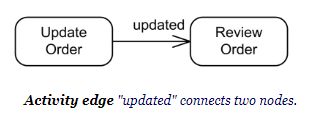 Update
Order
updated
Review
Order
Activity edge "updated" connects two nodes.